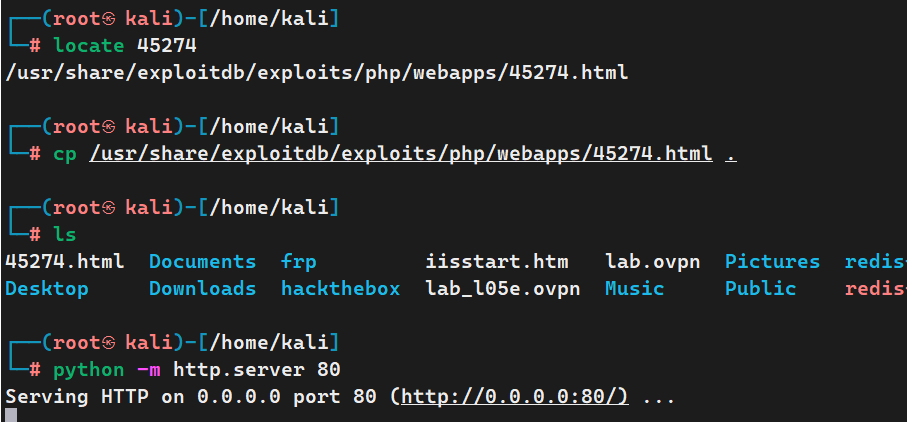 ┌──(root㉿ kali)-[/home/kali]
└─# locate 45274
/usr/share/exploitdb/exploits/php/webapps/45274.html
┌──(root㉿ kali)-[/home/kali]
└─# cp /usr/share/exploitdb/exploits/php/webapps/45274.html .
┌──(root㉿ kali)-[/home/kali]
└─# ls
45274.html Documents frp iisstart.htm lab.ovpn Pictures redis
Desktop Downloads hackthebox lab_l05e.ovpn Music Public redis
┌──(root㉿ kali)-[/home/kali]
└─# python -m http.server 80
Serving HTTP on 0.0.0.0 port 80 (http://0.0.0.0:80/) ...